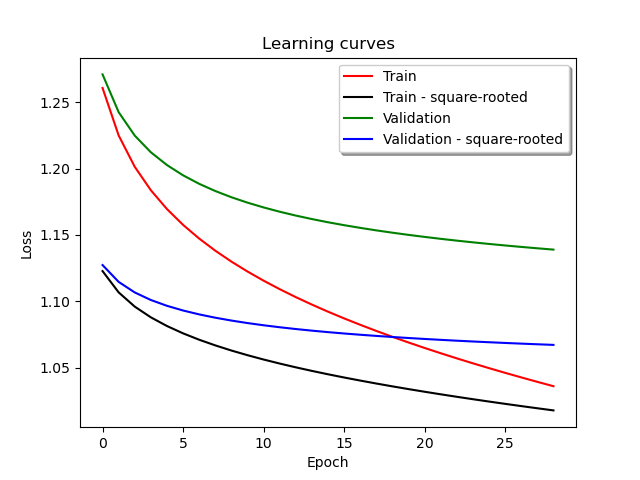 Learning curves
Train
Train - square-rooted
Validation
Validation - square-rooted
1.25
1.20
1.15
1.10
1.05
Loss
0 5 10 15 20 25
Epoch